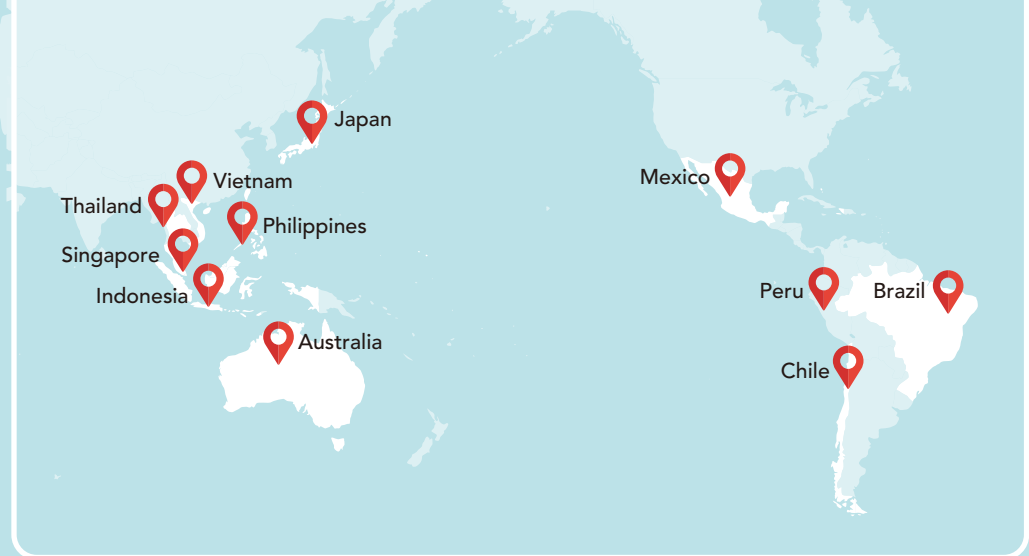 Japan
Vietnam
Thailand
Philippines
Singapore
Indonesia
Australia
Mexico
Peru
Brazil
Chile